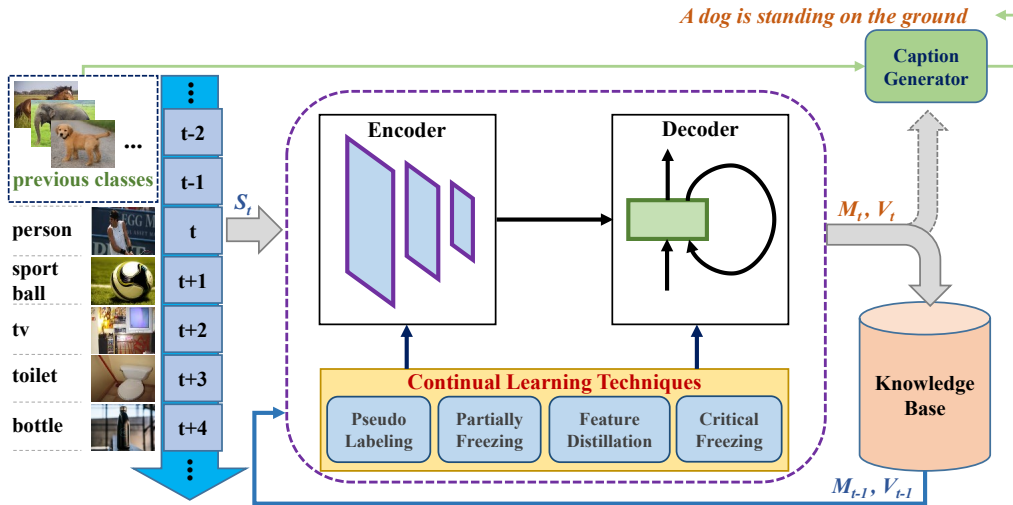 A dog is standing on the ground
Caption
Generator
...
previous classes
...
t-2
t-1
t
t+1
t+2
t+3
t+4
...
person
sport
ball
tv
toilet
bottle
S_t
Encoder
Decoder
Continual Learning Techniques
Pseudo
Labeling
Partially
Freezing
Feature
Distillation
Critical
Freezing
M_t, V_t
Knowledge
Base
M_{t-1}, V_{t-1}